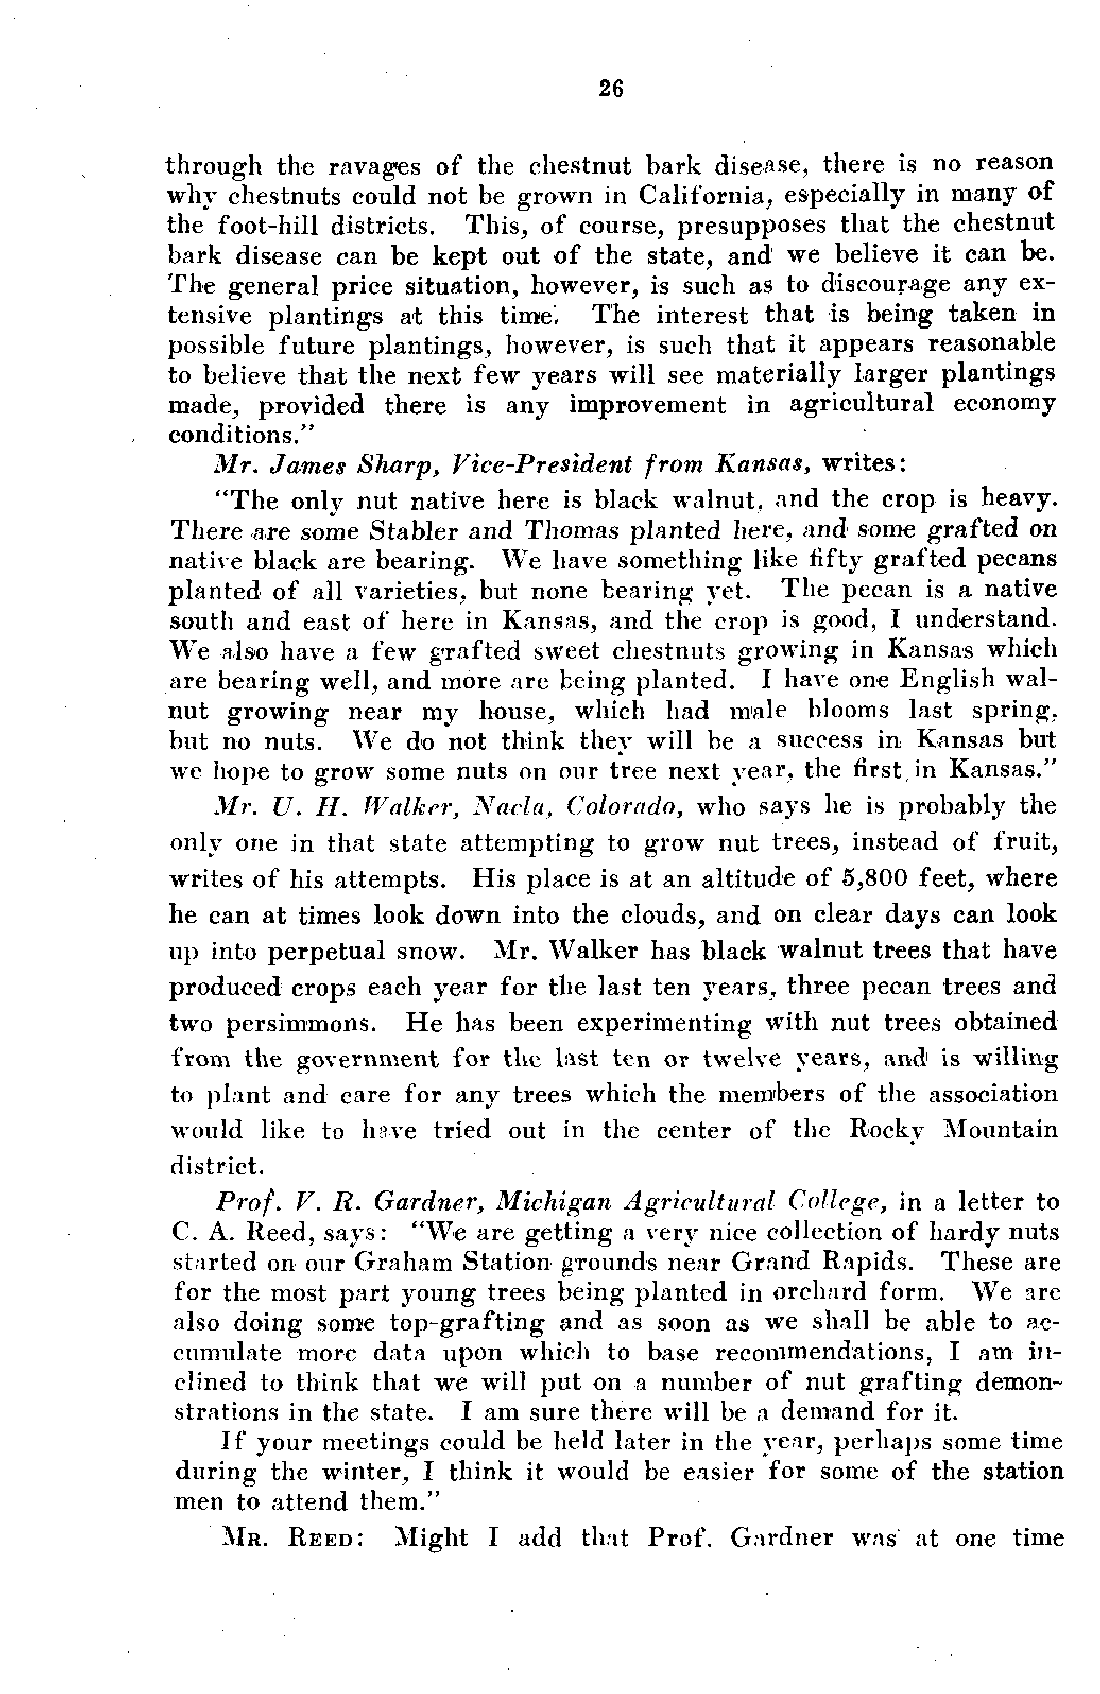 26
through the ravages of the chestnut bark disease, there is no reason
why chestnuts could not be grown in California, especially in many of
the foot-hill districts. This, of course, presupposes that the chestnut
bark disease can be kept out of the state, and we believe it can be.
The general price situation, however, is such as to discourage any ex-
tensive plantings at this time. The interest that is being taken in
possible future plantings, however, is such that it appears reasonable
to believe that the next few years will see materially larger plantings
made, provided there is any improvement in agricultural economy
conditions."
Mr. James Sharp, Vice-President from Kansas, writes:
"The only nut native here is black walnut, and the crop is heavy.
There are some Stabler and Thomas planted here, and some grafted on
native black are bearing. We have something like fifty grafted pecans
planted of all varieties, but none bearing yet. The pecan is a native
south and east of here in Kansas, and the crop is good, I understand.
We also have a few grafted sweet chestnuts growing in Kansas which
are bearing well, and more are being planted. I have one English wal-
nut growing near my house, which had male blooms last spring,
but no nuts. We do not think they will be a success in Kansas but
we hope to grow some nuts on our tree next year, the first in Kansas."
Mr. U. H. Walker, Nacla, Colorado, who says he is probably the
only one in that state attempting to grow nut trees, instead of fruit,
writes of his attempts. His place is at an altitude of 5,800 feet, where
he can at times look down into the clouds, and on clear days can look
up into perpetual snow. Mr. Walker has black walnut trees that have
produced crops each year for the last ten years, three pecan trees and
two persimmons. He has been experimenting with nut trees obtained
from the government for the last ten or twelve years, and is willing
to plant and care for any trees which the members of the association
would like to have tried out in the center of the Rocky Mountain
district.
Prof. V. R. Gardner, Michigan Agricultural College, in a letter to
C. A. Reed, says: "We are getting a very nice collection of hardy nuts
started on our Graham Station grounds near Grand Rapids. These are
for the most part young trees being planted in orchard form. We are
also doing some top-grafting and as soon as we shall be able to ac-
cumulate more data upon which to base recommendations, I am in-
clined to think that we will put on a number of nut grafting demon-
strations in the state. I am sure there will be a demand for it.
If your meetings could be held later in the year, perhaps some time
during the winter, I think it would be easier for some of the station
men to attend them."
MR. REED: Might I add that Prof. Gardner was at one time